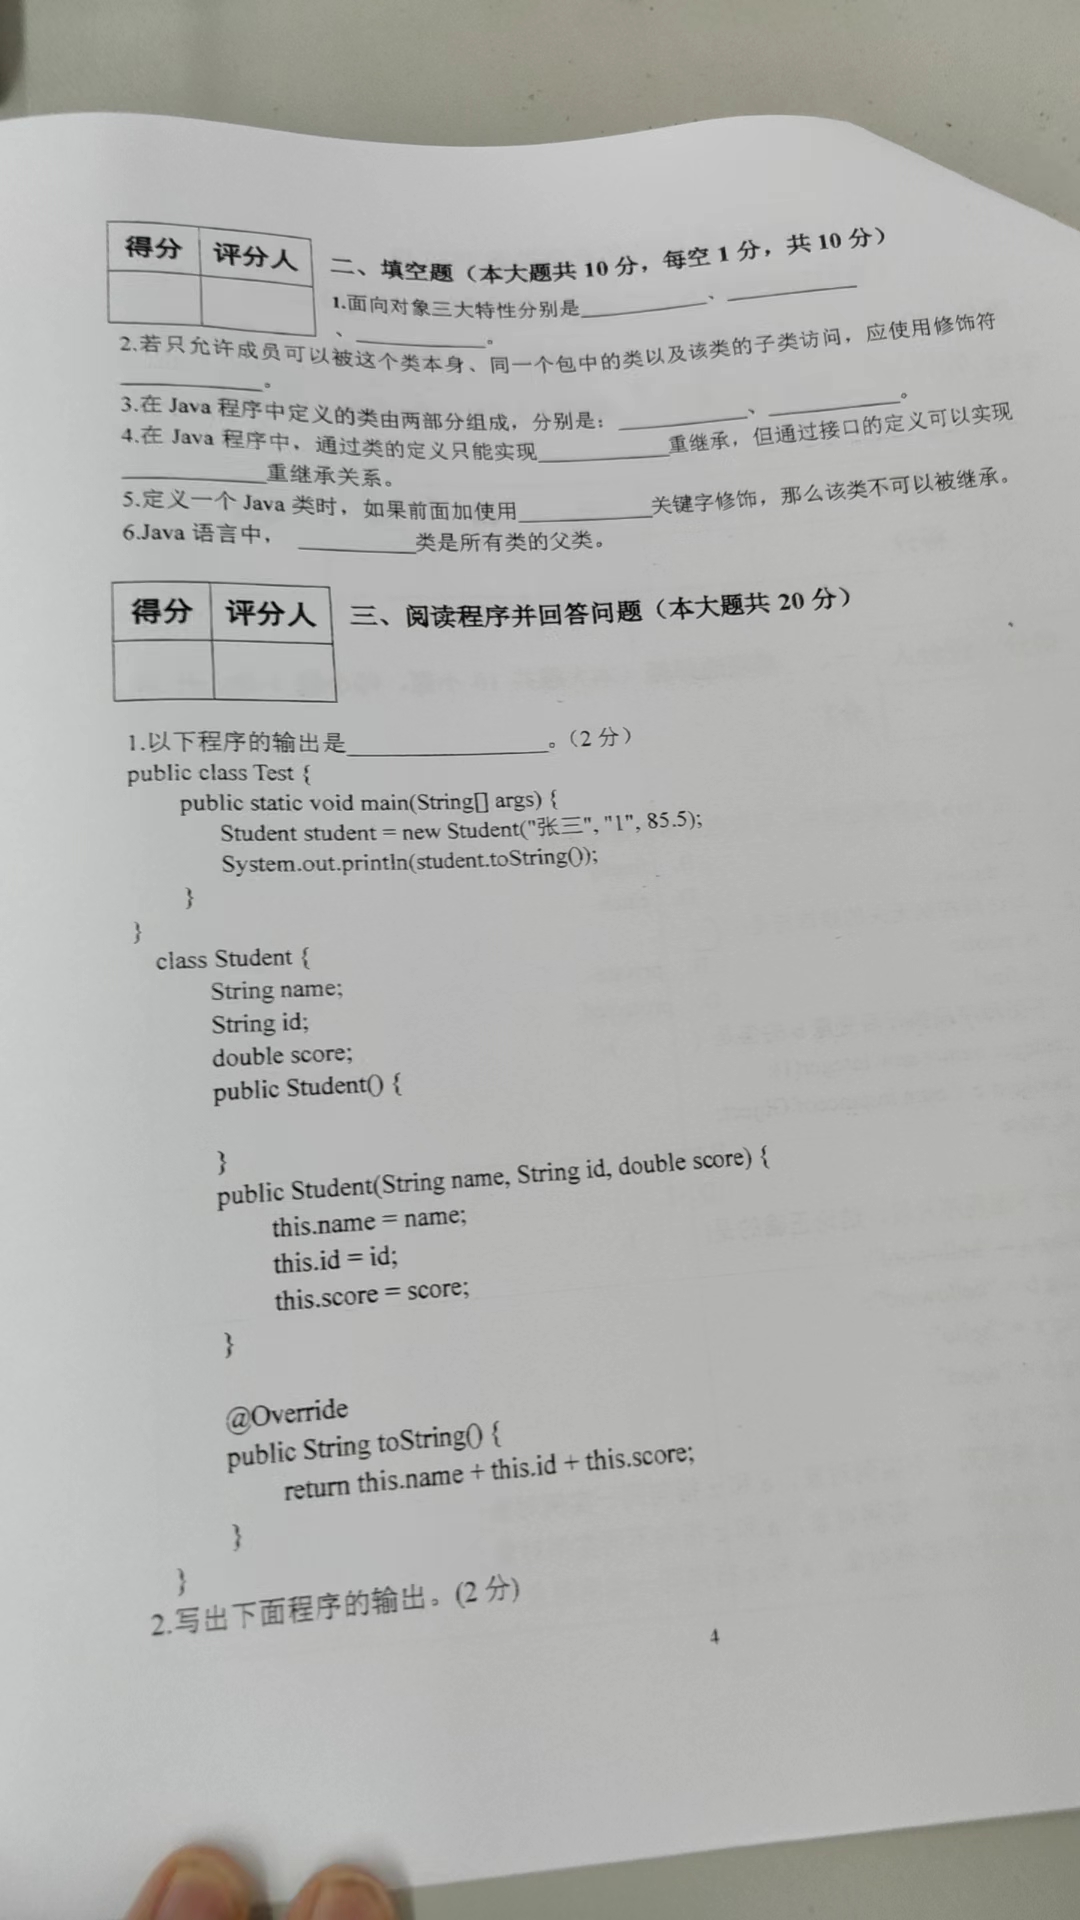 得分 评分人
二、填空题（本大题共 10 分，每空 1 分，共 10 分）
1.面向对象三大特性分别是__________、__________
、__________。
2.若只允许成员可以被这个类本身、同一个包中的类以及该类的子类访问，应使用修饰符
__________。
3.在 Java 程序中定义的类由两部分组成，分别是：__________、__________。
4.在 Java 程序中，通过类的定义只能实现__________重继承，但通过接口的定义可以实现
__________重继承关系。
5.定义一个 Java 类时，如果前面加使用__________关键字修饰，那么该类不可以被继承。
6.Java 语言中，__________类是所有类的父类。
得分 评分人
三、阅读程序并回答问题（本大题共 20 分）
1.以下程序的输出是__________。（2 分）
public class Test {
public static void main(String[] args) {
Student student = new Student("张三", "1", 85.5);
System.out.println(student.toString());
}
}
class Student {
String name;
String id;
double score;
public Student() {
}
public Student(String name, String id, double score) {
this.name = name;
this.id = id;
this.score = score;
}
@Override
public String toString() {
return this.name + this.id + this.score;
}
}
2.写出下面程序的输出。(2 分)
4